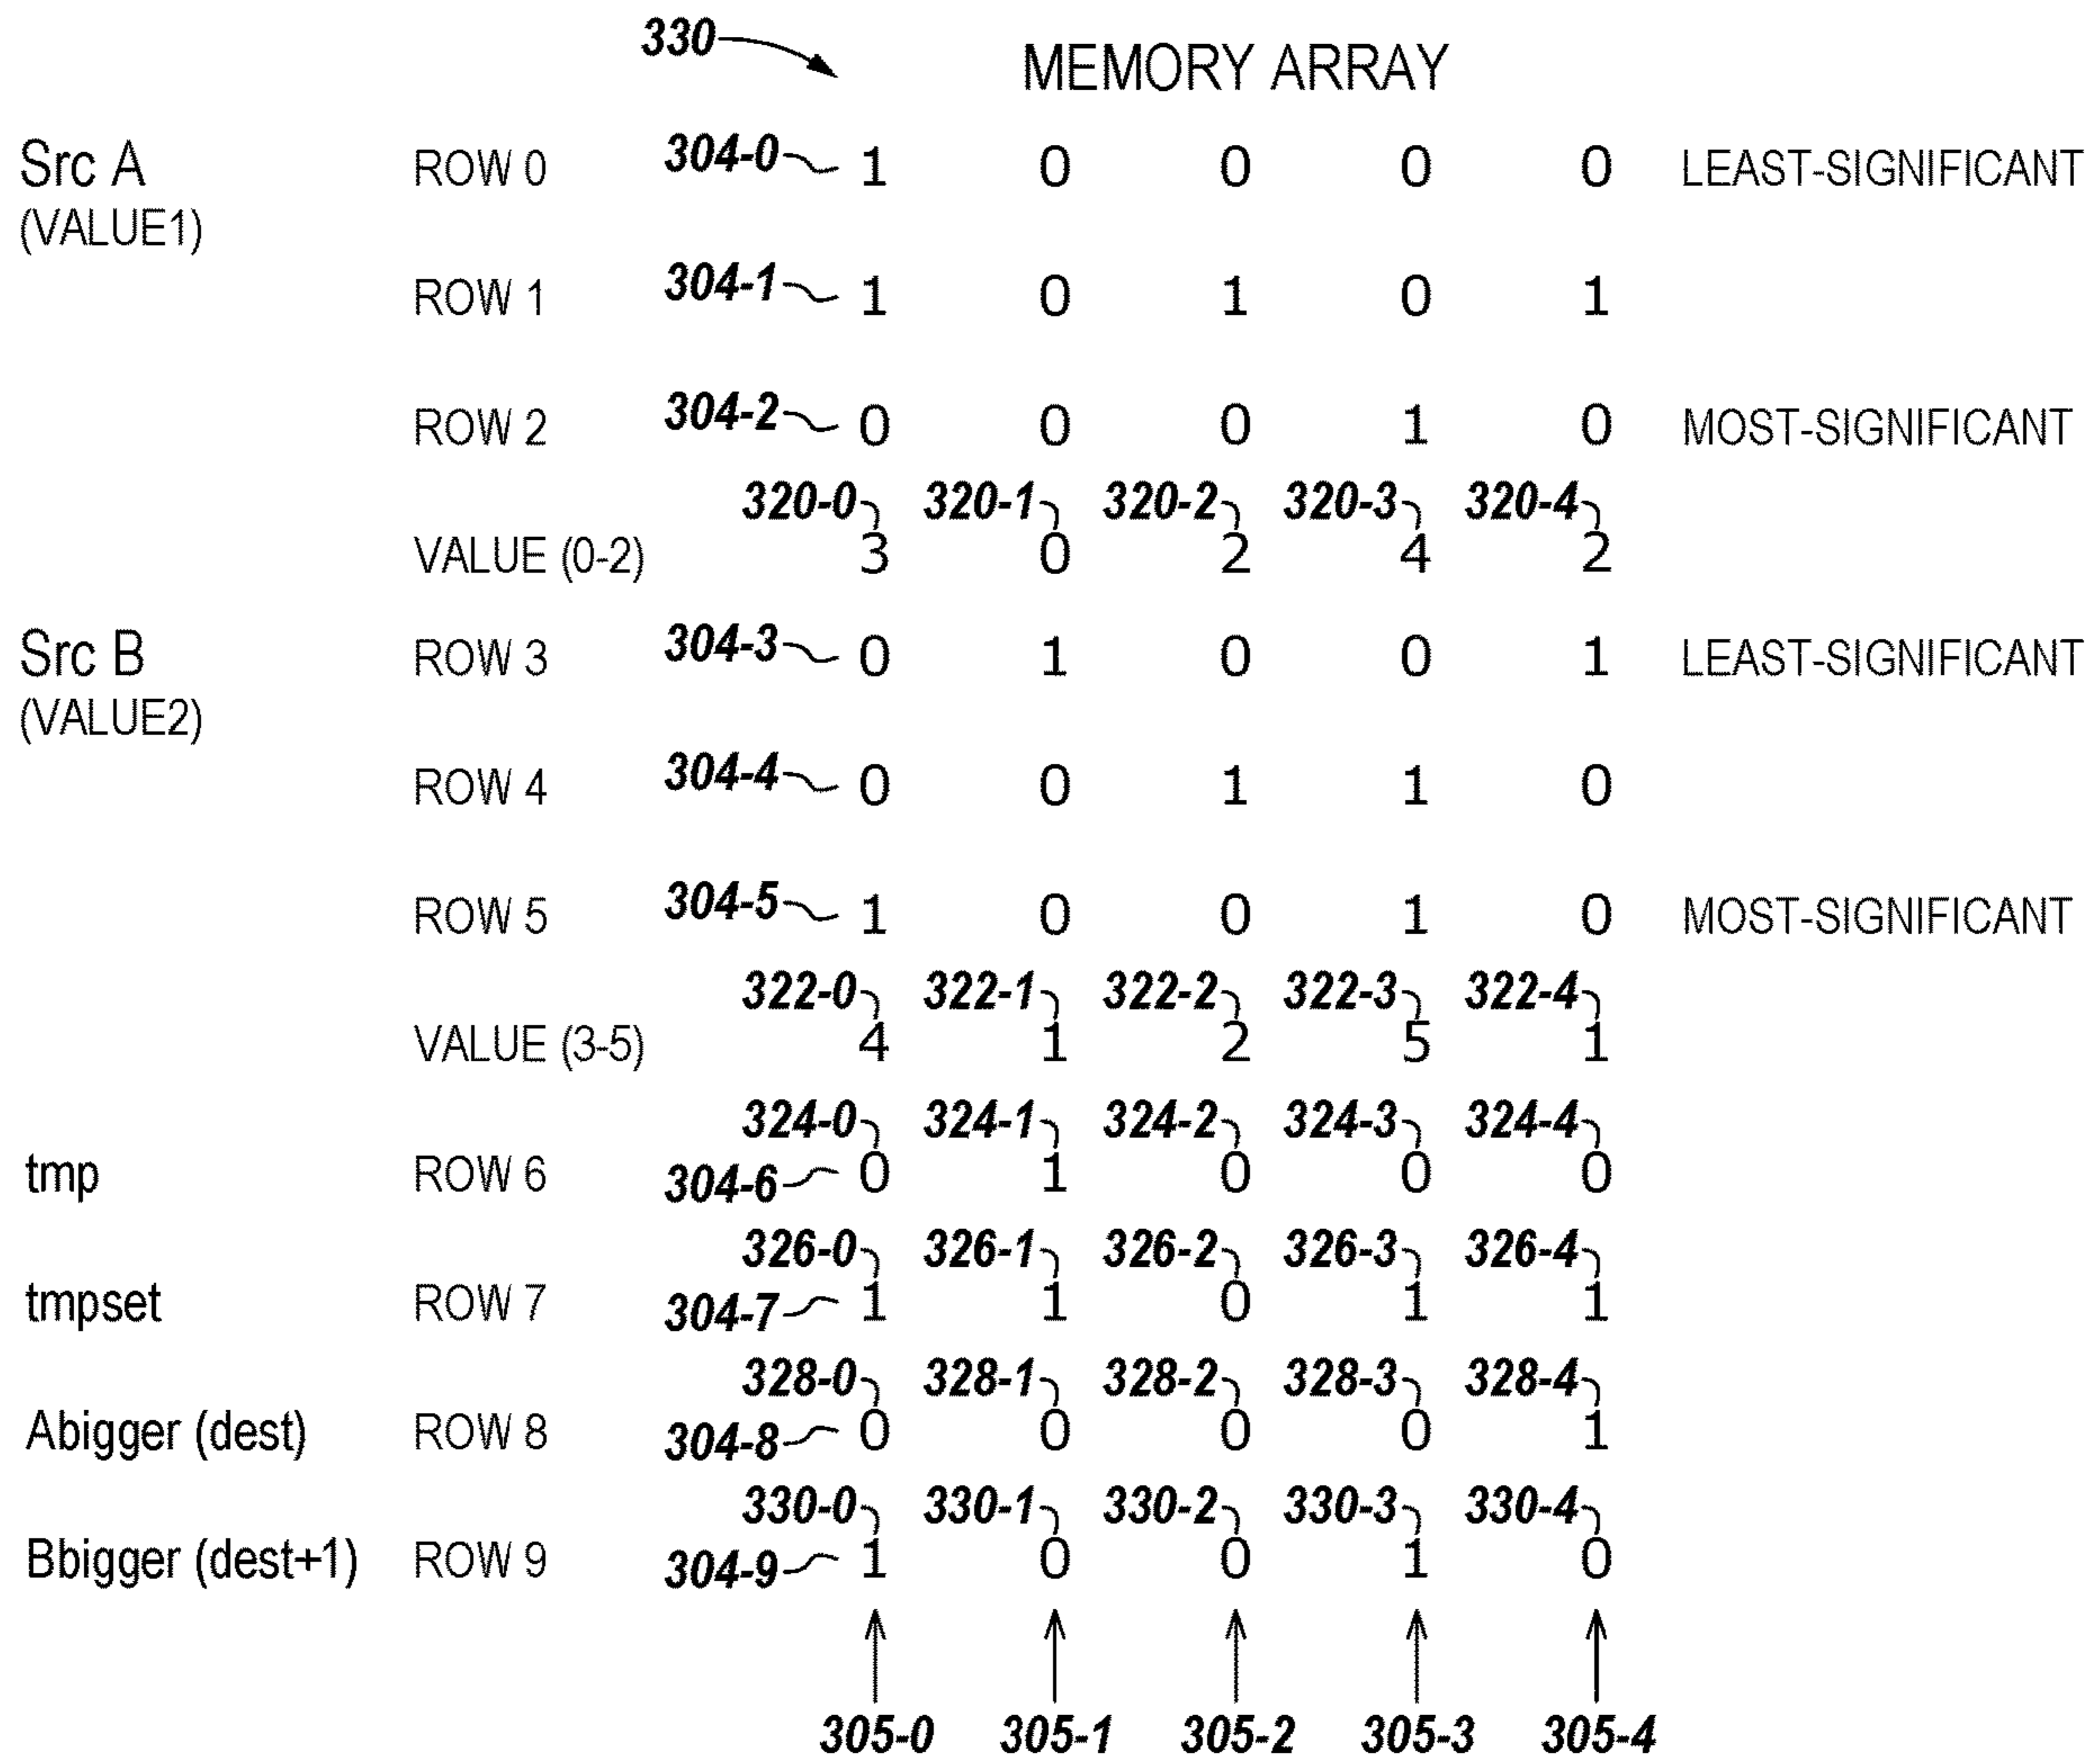 330 MEMORY ARRAY
Src A ROW 0 304-0 1 0 0 0 0 LEAST-SIGNIFICANT
(VALUE1)
ROW 1 304-1 1 0 1 0 1
ROW 2 304-2 0 0 0 1 0 MOST-SIGNIFICANT
320-0 320-1 320-2 320-3 320-4
VALUE (0-2) 3 0 2 4 2
Src B ROW 3 304-3 0 1 0 0 1 LEAST-SIGNIFICANT
(VALUE2)
ROW 4 304-4 0 0 1 1 0
ROW 5 304-5 1 0 0 1 0 MOST-SIGNIFICANT
322-0 322-1 322-2 322-3 322-4
VALUE (3-5) 4 1 2 5 1
324-0 324-1 324-2 324-3 324-4
tmp ROW 6 304-6 0 1 0 0 0
326-0 326-1 326-2 326-3 326-4
tmpset ROW 7 304-7 1 1 0 1 1
328-0 328-1 328-2 328-3 328-4
Abigger (dest) ROW 8 304-8 0 0 0 0 1
330-0 330-1 330-2 330-3 330-4
Bbigger (dest+1) ROW 9 304-9 1 0 0 1 0
305-0 305-1 305-2 305-3 305-4